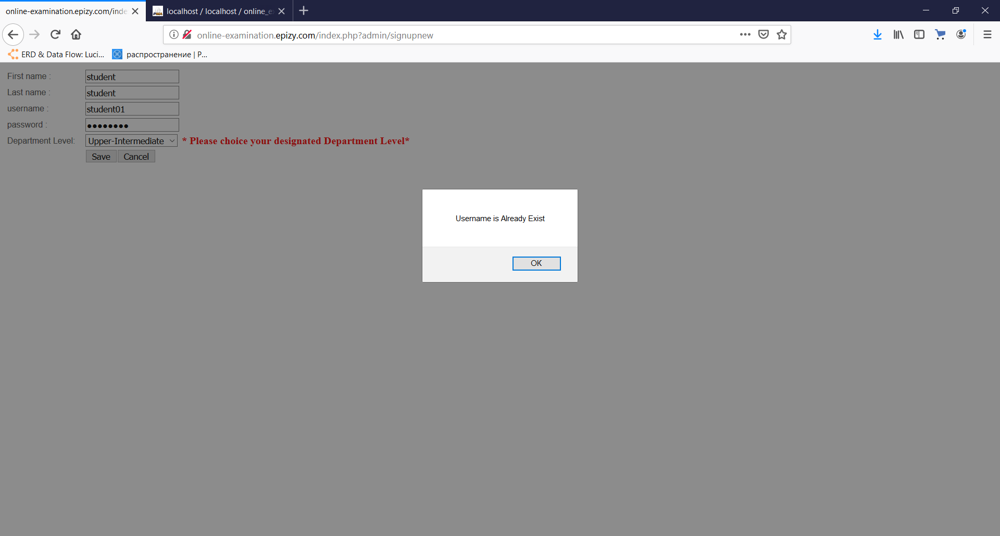 online-examination.epizy.com/inde
localhost / localhost / online_e
online-examination.epizy.com/index.php?admin/signupnew
ERD & Data Flow: Luci...
распространение | Р...
First name : student
Last name : student
username : student01
password : ••••••••
Department Level: Upper-Intermediate * Please choice your designated Department Level*
Save Cancel
Username is Already Exist
OK